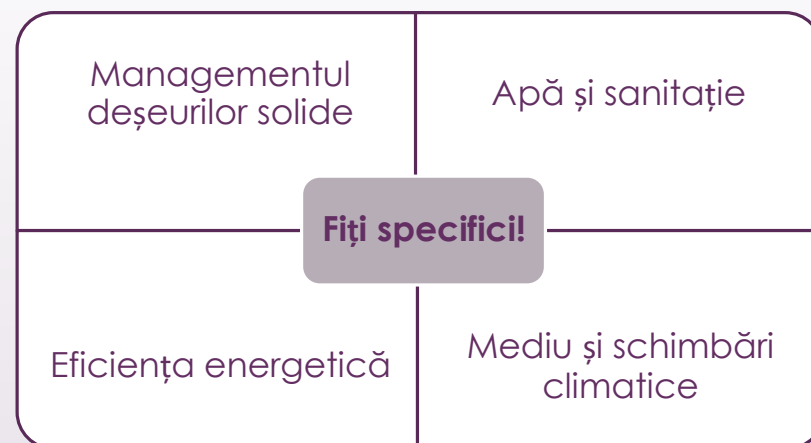 Managementul
deșeurilor solide
Apă și sanitație
Fiți specifici!
Eficiența energetică
Mediu și schimbări
climatice